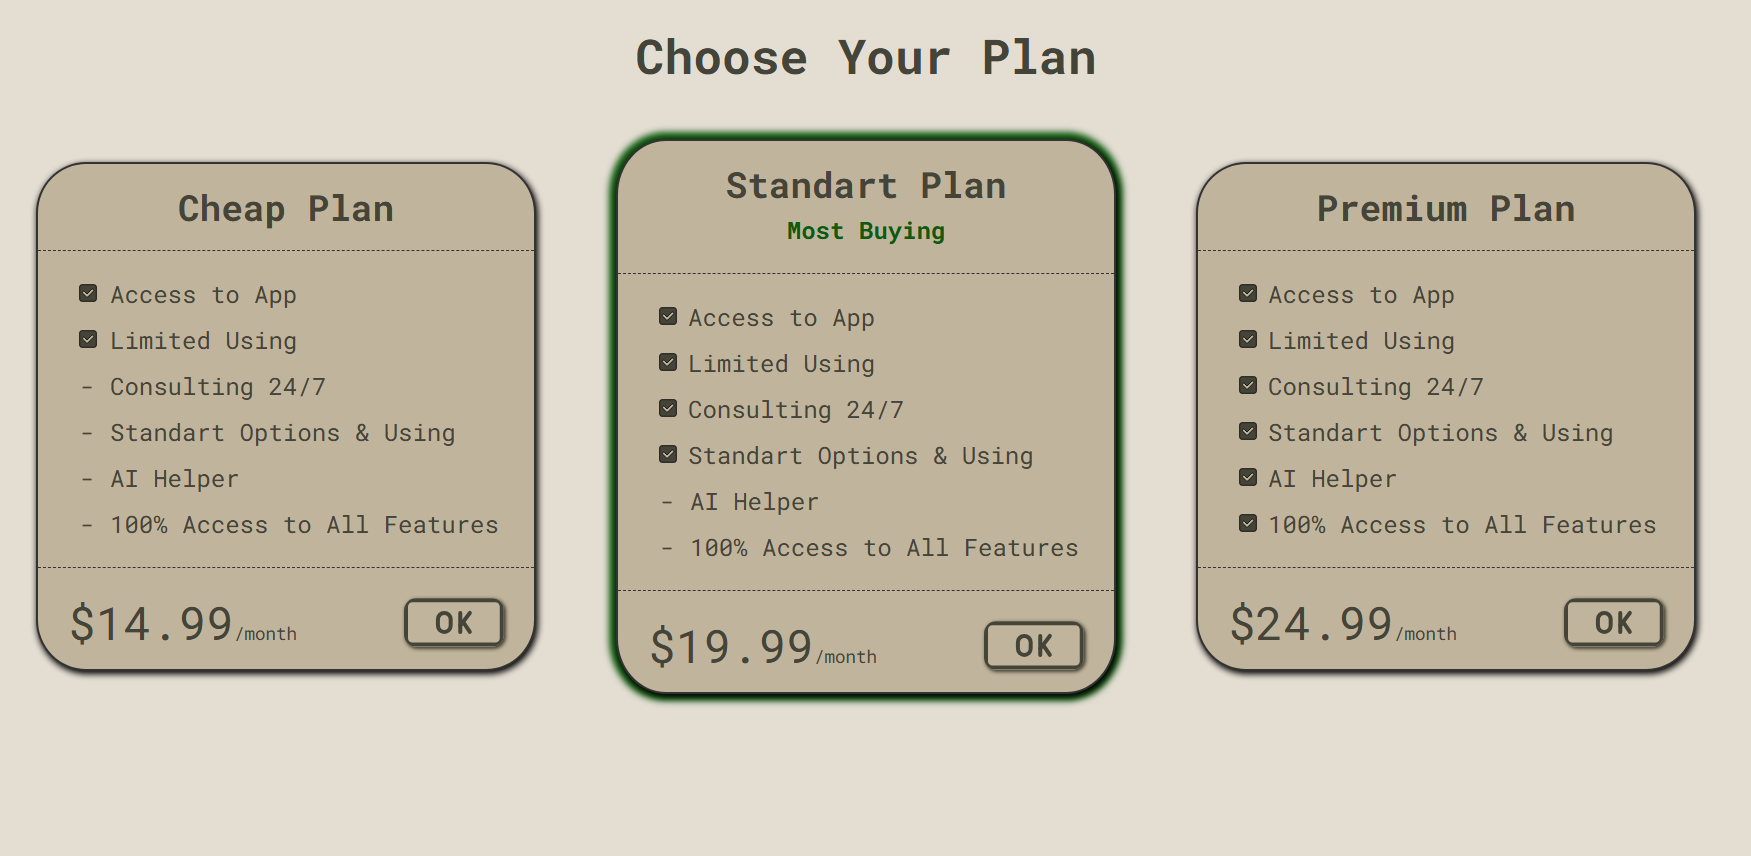 Choose Your Plan
Cheap Plan
Access to App
Limited Using
- Consulting 24/7
- Standart Options & Using
- AI Helper
- 100% Access to All Features
$14.99/month
OK
Standart Plan
Most Buying
Access to App
Limited Using
Consulting 24/7
Standart Options & Using
- AI Helper
- 100% Access to All Features
$19.99/month
OK
Premium Plan
Access to App
Limited Using
Consulting 24/7
Standart Options & Using
AI Helper
100% Access to All Features
$24.99/month
OK